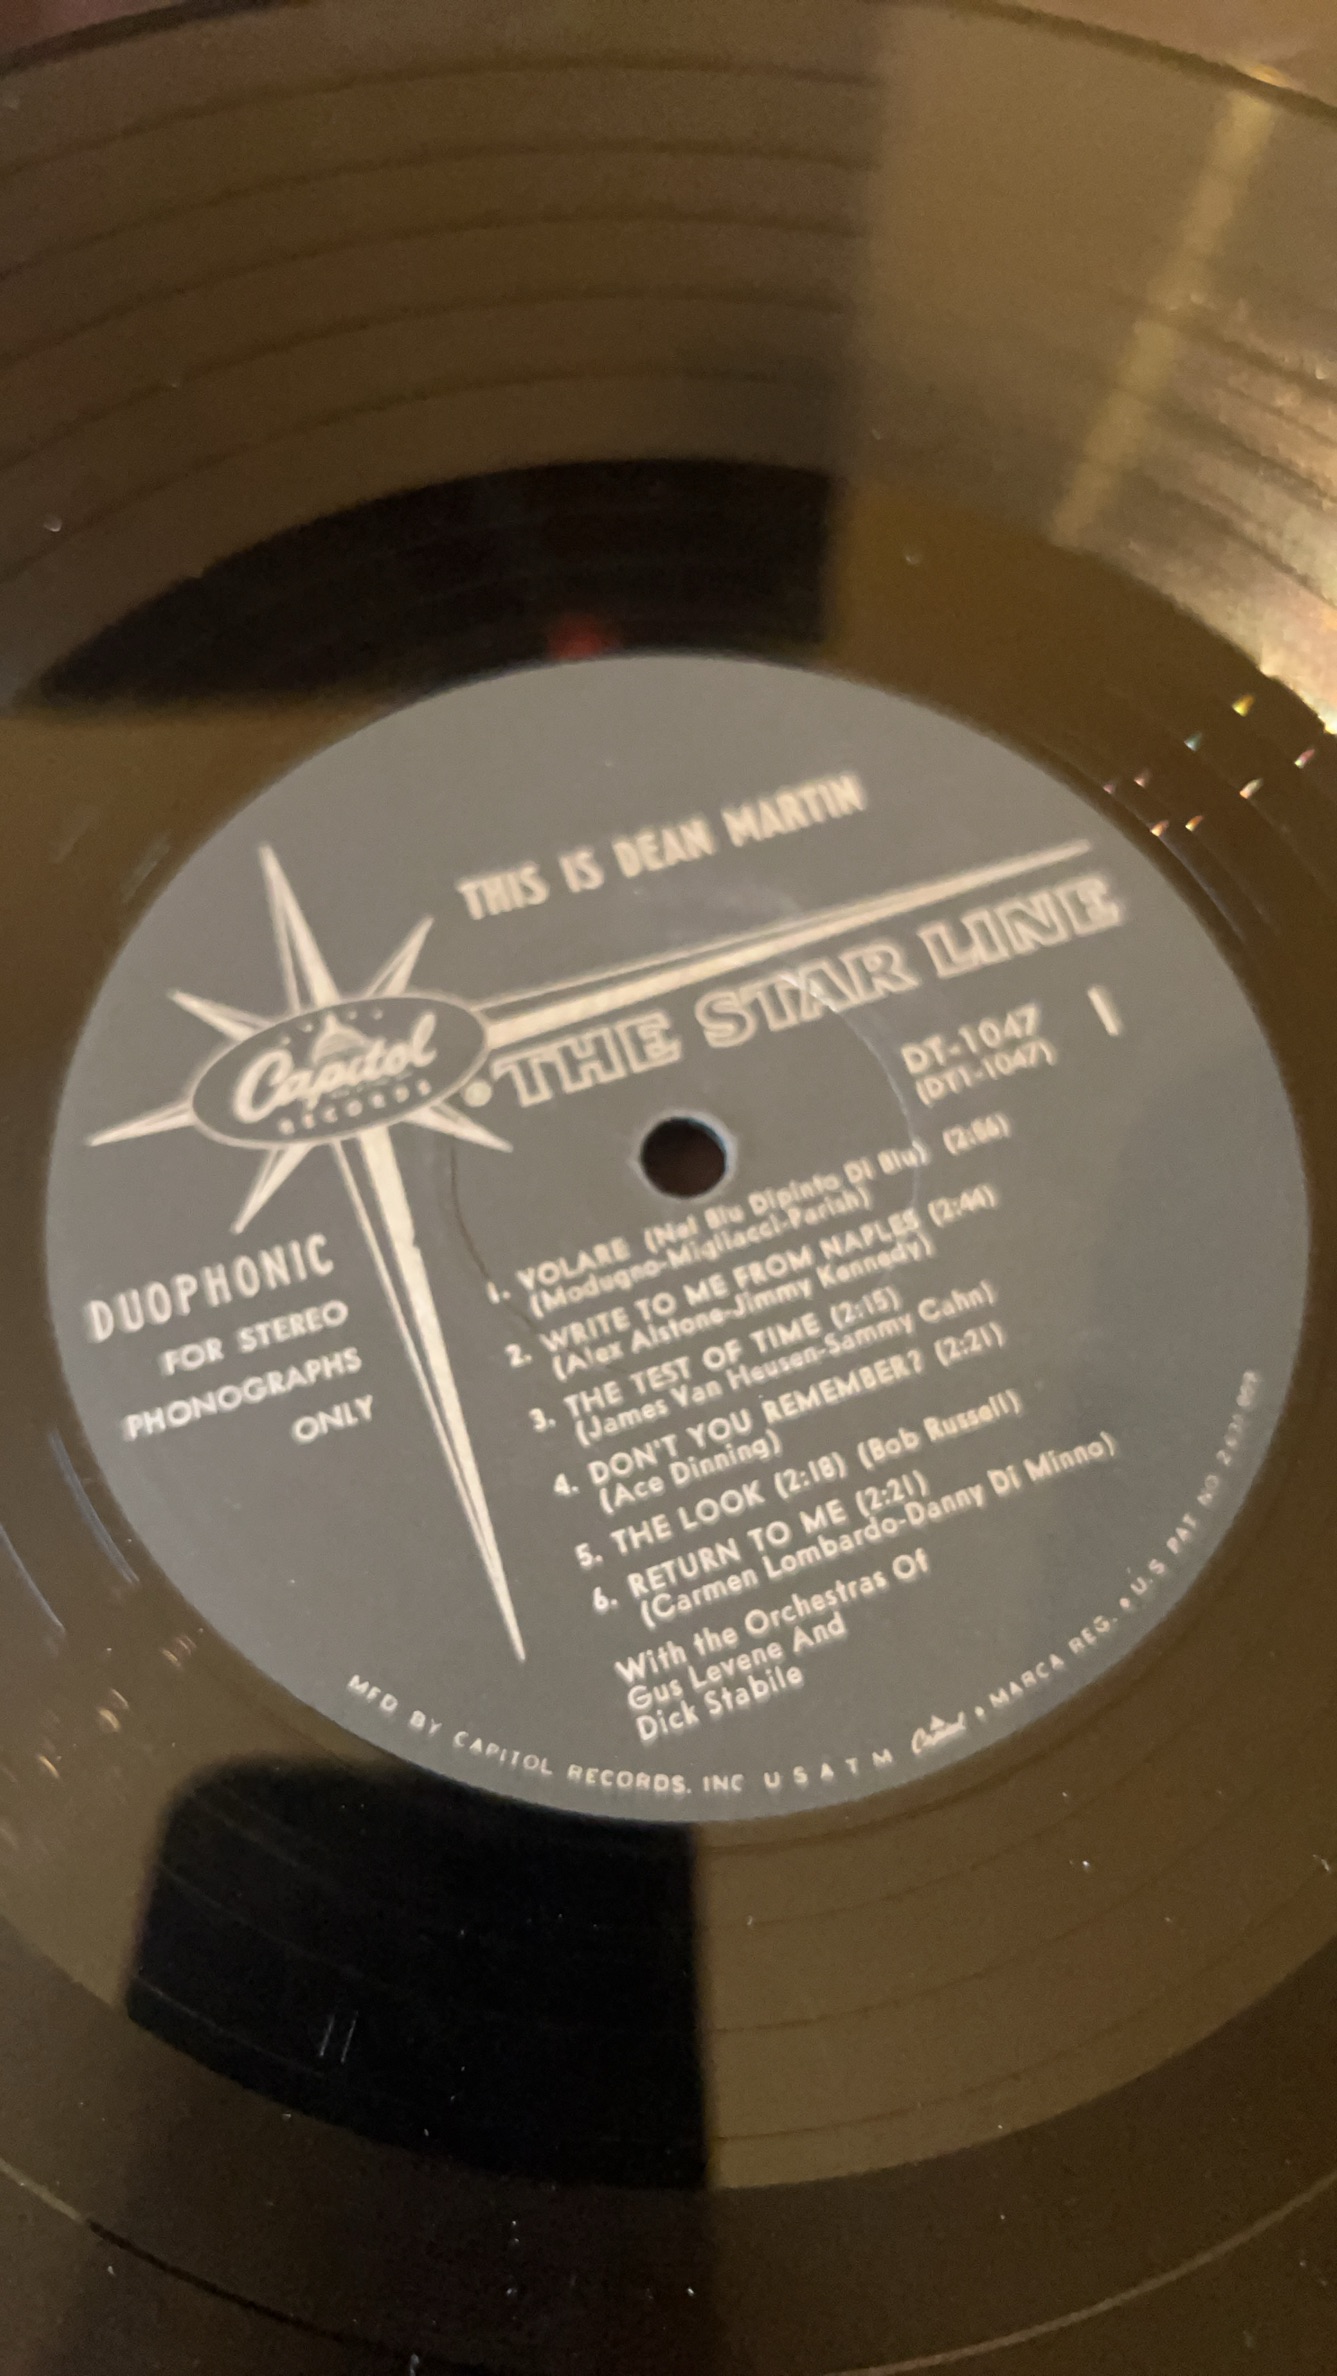 THIS IS DEAN MARTIN
Capitol
RECORDS
THE STAR LINE
DT-1047
(DT1-1047)
1
DUOPHONIC
FOR STEREO
PHONOGRAPHS
ONLY
1. VOLARE (Nel Blu Dipinto Di Blu) (2:56)
(Modugno-Migliacci-Parish)
2. WRITE TO ME FROM NAPLES (2:44)
(Alex Alstone-Jimmy Kennedy)
3. THE TEST OF TIME (2:15)
(James Van Heusen-Sammy Cahn)
4. DON'T YOU REMEMBER? (2:21)
(Ace Dinning)
5. THE LOOK (2:18) (Bob Russell)
6. RETURN TO ME (2:21)
(Carmen Lombardo-Danny Di Minno)
With the Orchestras Of
Gus Levene And
Dick Stabile
MFD BY CAPITOL RECORDS, INC U S A T M Capitol • MARCA REG. • U.S. PAT NO 2,631,859